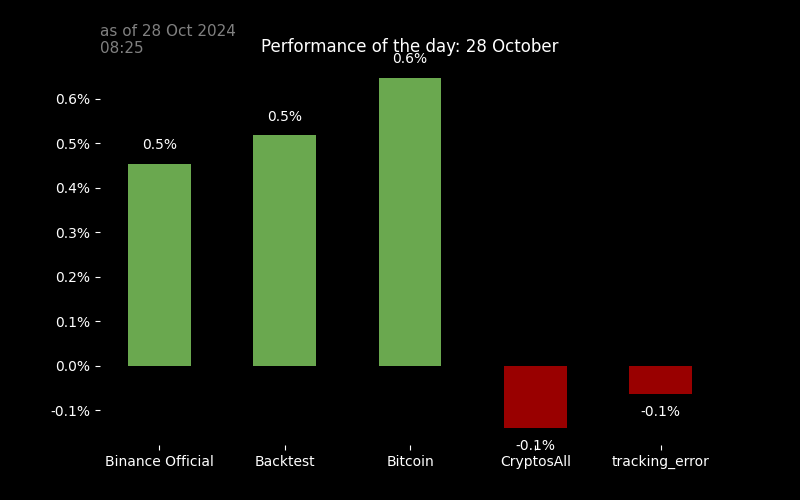 as of 28 Oct 2024
08:25
Performance of the day: 28 October
0.6%
0.6%
0.5%
0.5%
0.5%
0.4%
0.3%
0.2%
0.1%
0.0%
-0.1%
-0.1%
-0.1%
Binance Official
Backtest
Bitcoin
CryptosAll
tracking_error